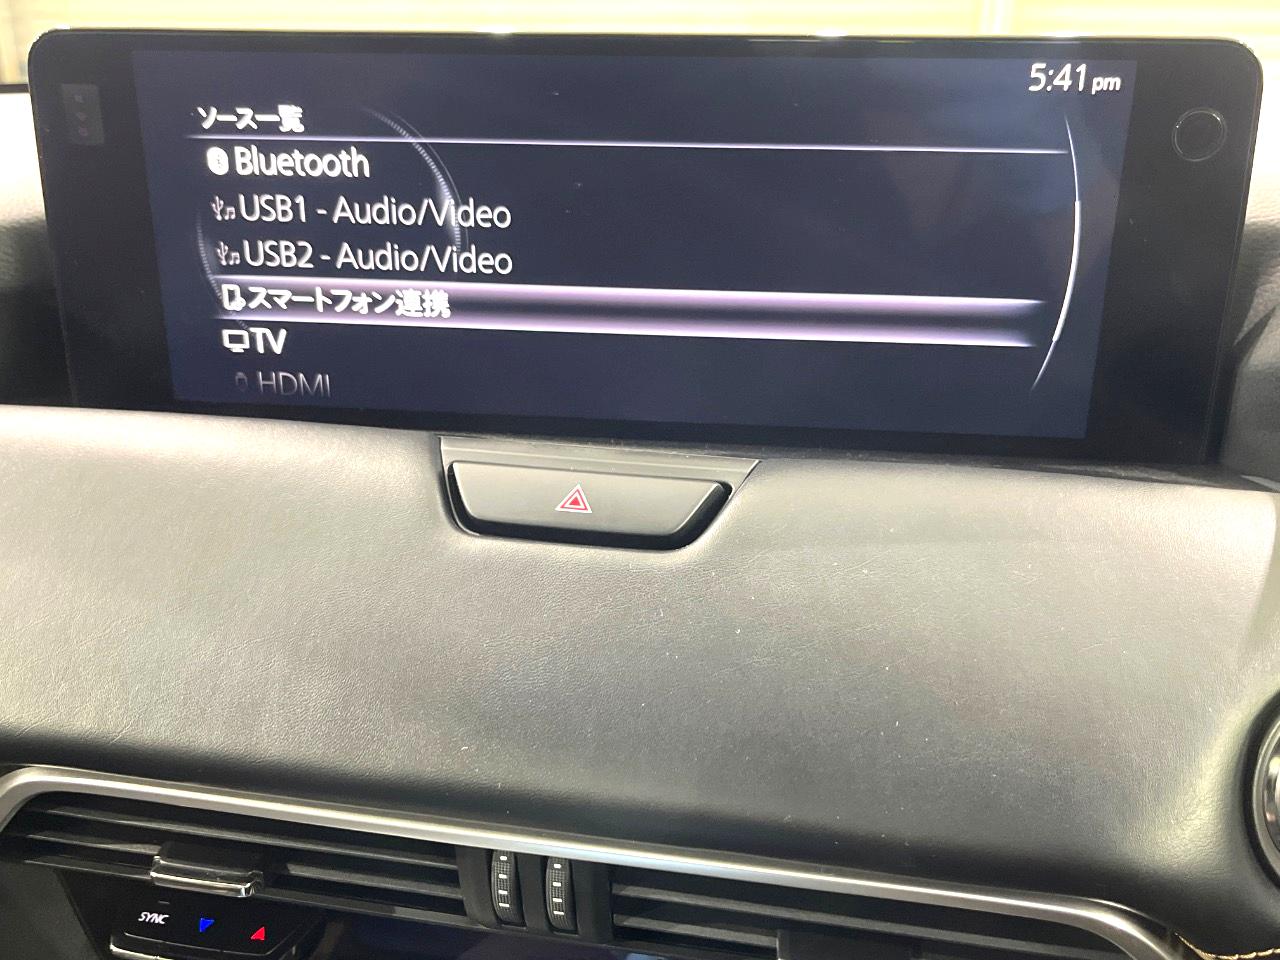 5:41 pm
ソース一覧
Bluetooth
USB1 - Audio/Video
USB2 - Audio/Video
スマートフォン連携
TV
HDMI
SYNC